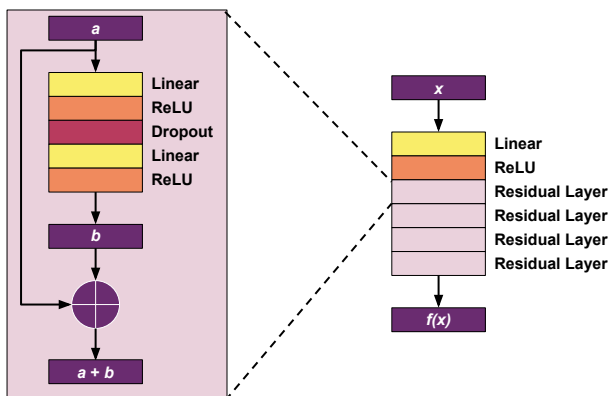 a
Linear
ReLU
Dropout
Linear
ReLU
b
a + b
x
Linear
ReLU
Residual Layer
Residual Layer
Residual Layer
Residual Layer
f(x)